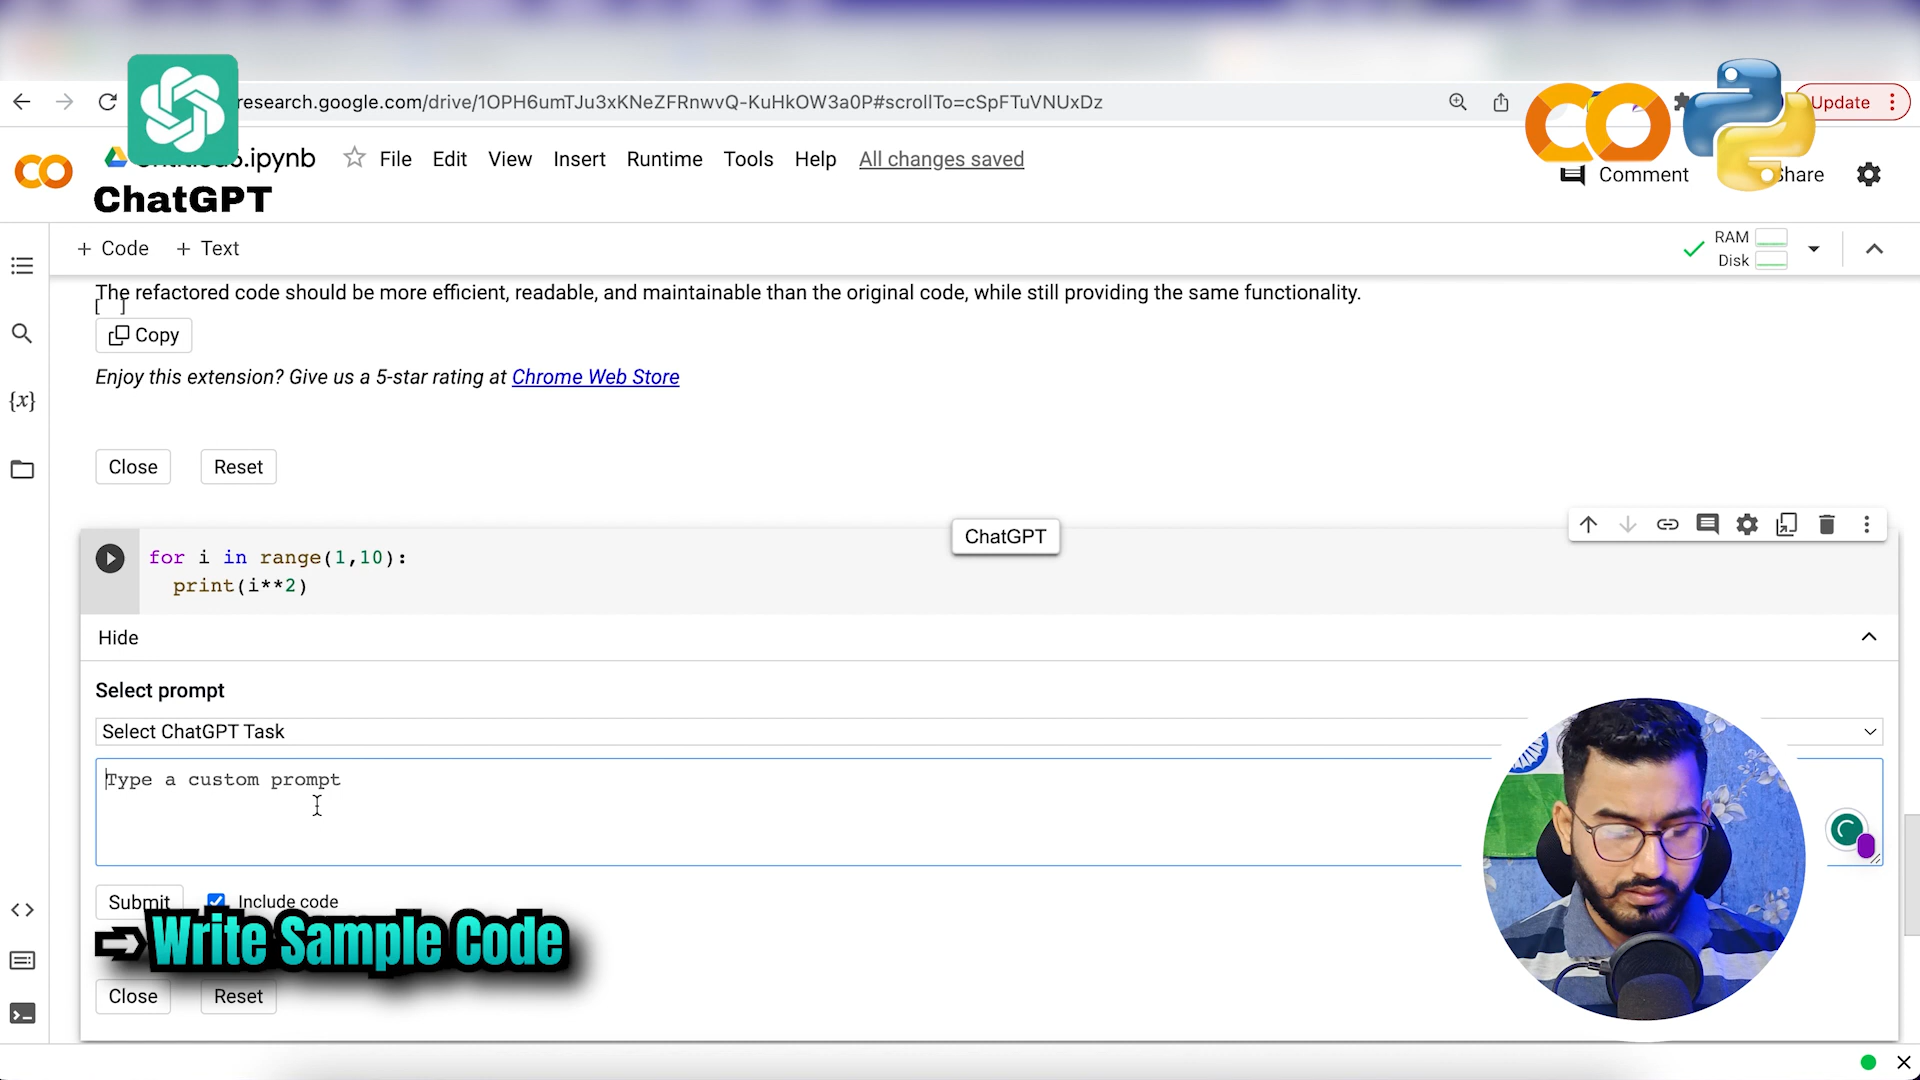 research.google.com/drive/1OPH6umTJu3xKNeZFRnwvQ-KuHkOW3a0P#scrollTo=cSpFTuVNUxDz
Update
.ipynb
File Edit View Insert Runtime Tools Help All changes saved
Comment
Share
ChatGPT
+ Code + Text
RAM
Disk
The refactored code should be more efficient, readable, and maintainable than the original code, while still providing the same functionality.
[ ]
Copy
Enjoy this extension? Give us a 5-star rating at Chrome Web Store
Close Reset
ChatGPT
for i in range(1,10):
print(i**2)
Hide
Select prompt
Select ChatGPT Task
Type a custom prompt
Submit Include code
Write Sample Code
Close Reset